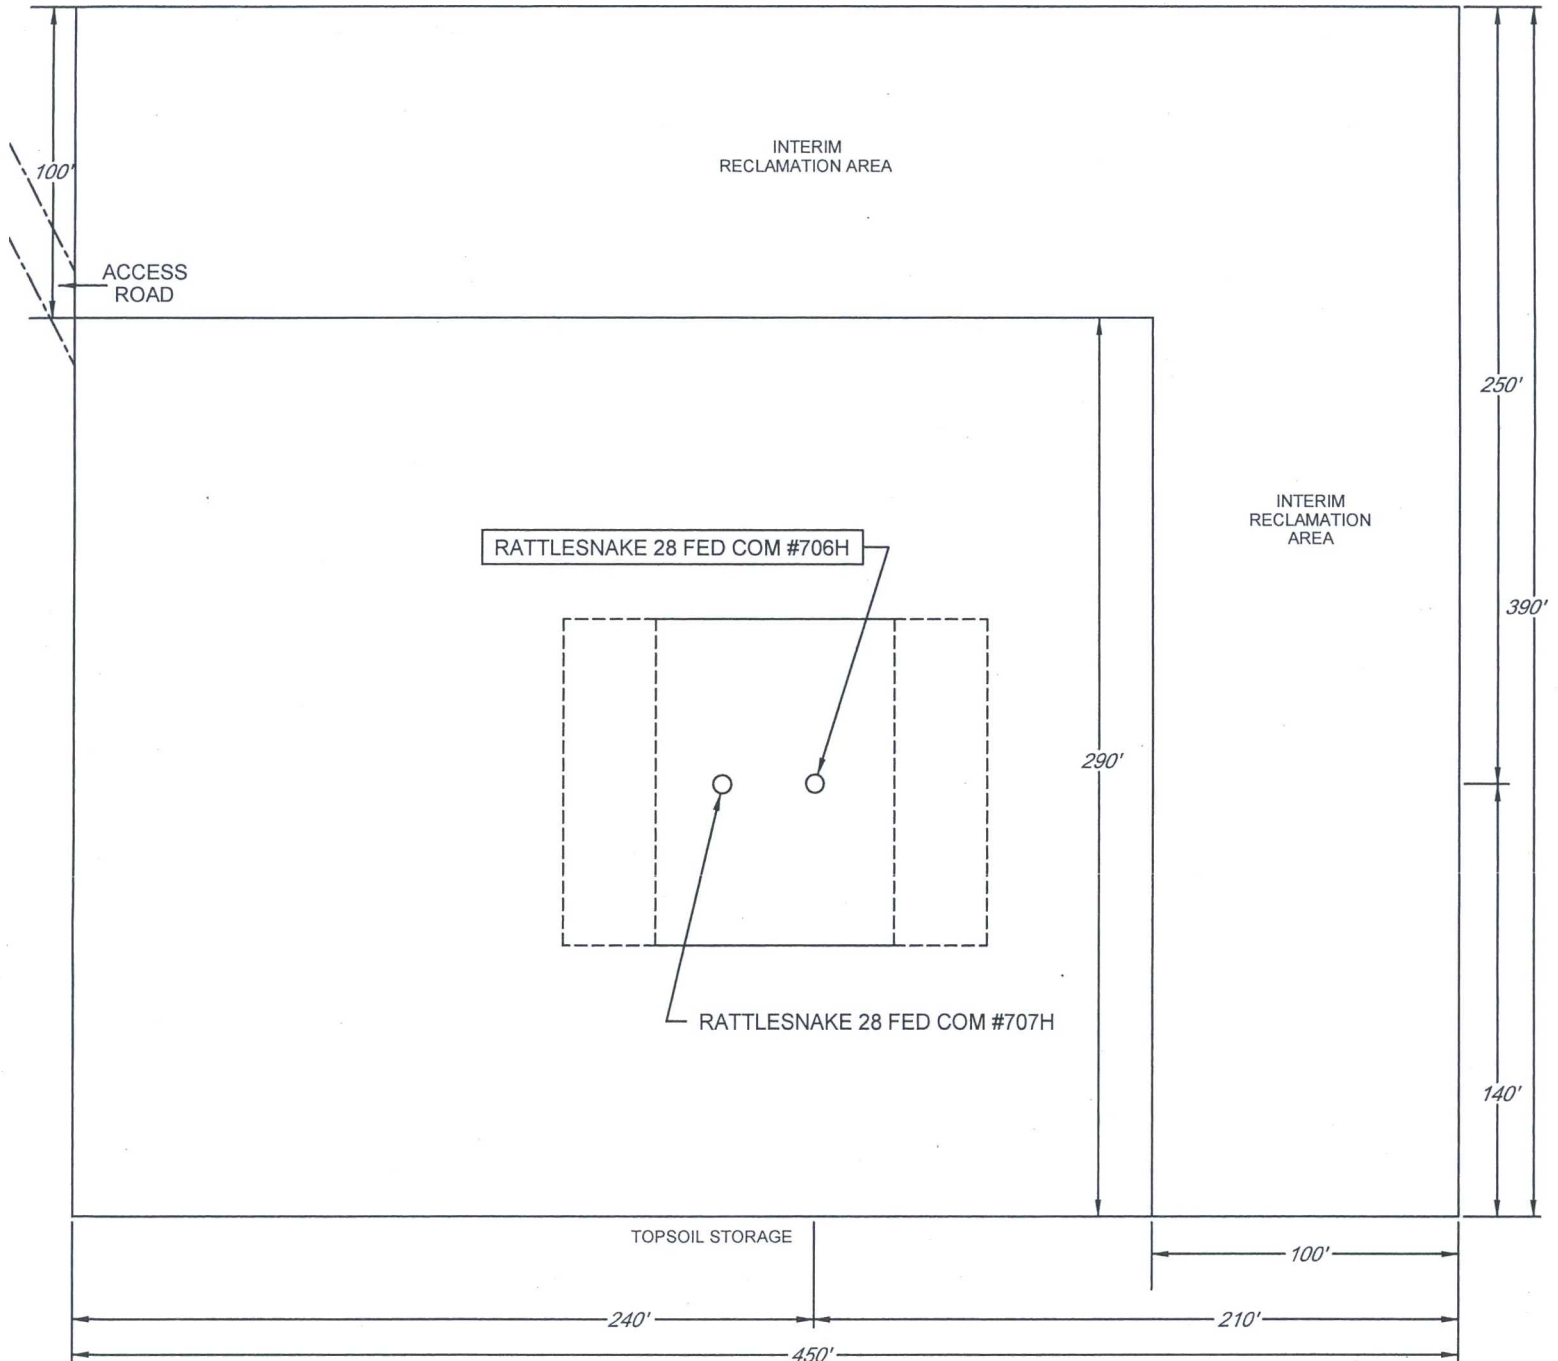 INTERIM
RECLAMATION AREA
100'
ACCESS
ROAD
250'
INTERIM
RECLAMATION
AREA
RATTLESNAKE 28 FED COM #706H
390'
290'
RATTLESNAKE 28 FED COM #707H
140'
TOPSOIL STORAGE
100'
240'
210'
450'